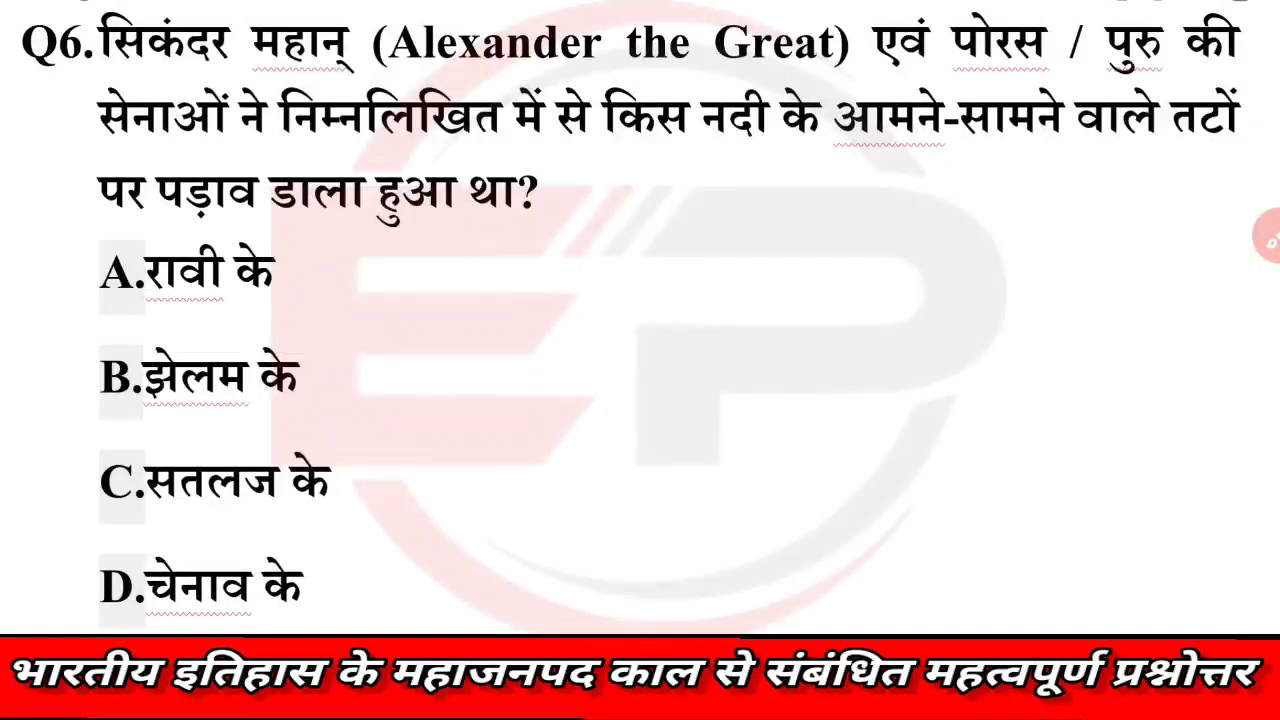 Q6.सिकंदर महान् (Alexander the Great) एवं पोरस / पुरु की
सेनाओं ने निम्नलिखित में से किस नदी के आमने-सामने वाले तटों
पर पड़ाव डाला हुआ था?
A.रावी के
B.झेलम के
C.सतलज के
D.चेनाव के
EP
भारतीय इतिहास के महाजनपद काल से संबंधित महत्वपूर्ण प्रश्नोत्तर